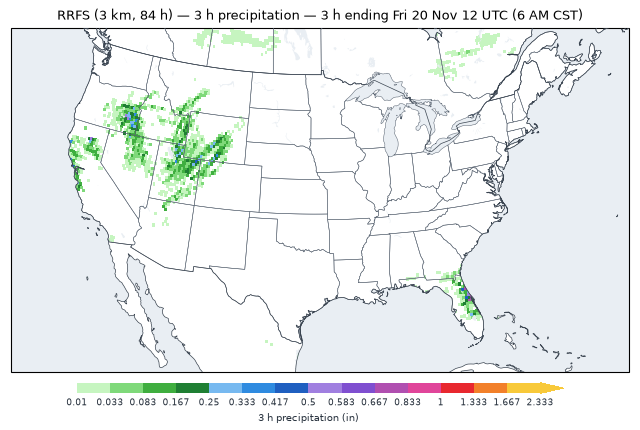 RRFS (3 km, 84 h) — 3 h precipitation — 3 h ending Fri 20 Nov 12 UTC (6 AM CST)
0.01 0.033 0.083 0.167 0.25 0.333 0.417 0.5 0.583 0.667 0.833 1 1.333 1.667 2.333
3 h precipitation (in)